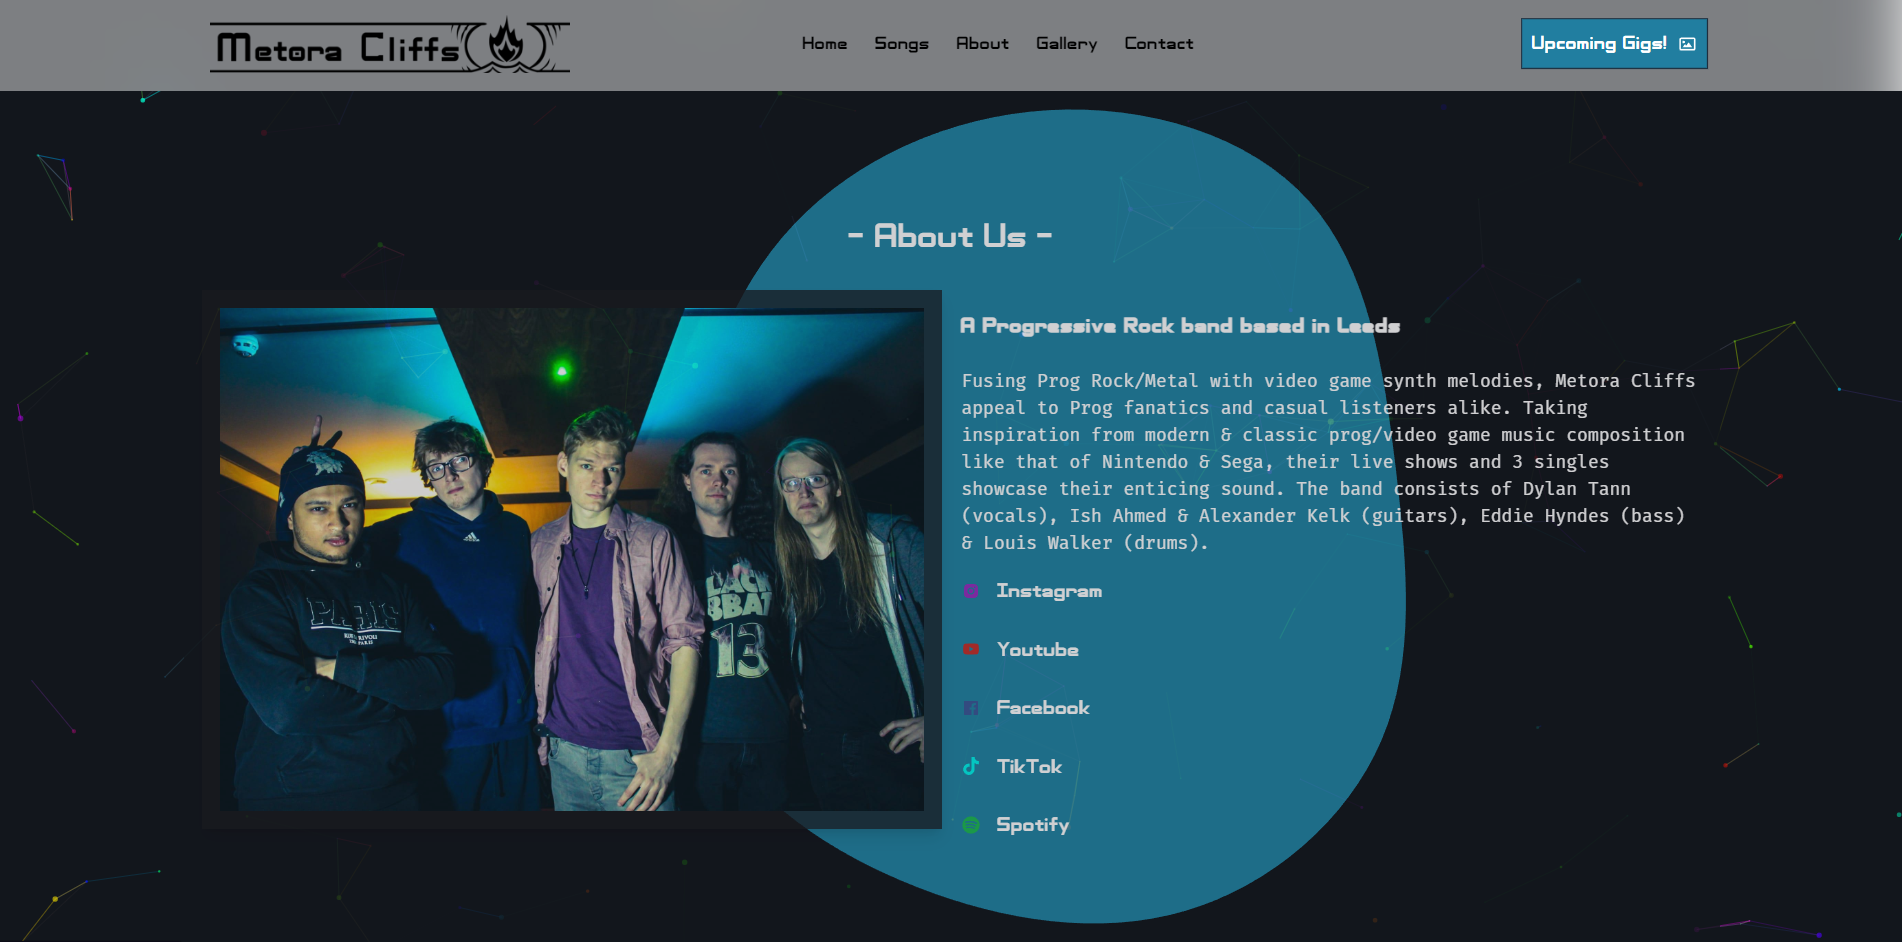 Metora Cliffs
Home Songs About Gallery Contact
Upcoming Gigs!
- About Us -
A Progressive Rock band based in Leeds
Fusing Prog Rock/Metal with video game synth melodies, Metora Cliffs
appeal to Prog fanatics and casual listeners alike. Taking
inspiration from modern & classic prog/video game music composition
like that of Nintendo & Sega, their live shows and 3 singles
showcase their enticing sound. The band consists of Dylan Tann
(vocals), Ish Ahmed & Alexander Kelk (guitars), Eddie Hyndes (bass)
& Louis Walker (drums).
Instagram
Youtube
Facebook
TikTok
Spotify
PARIS
RIVOLI
PARIS
13